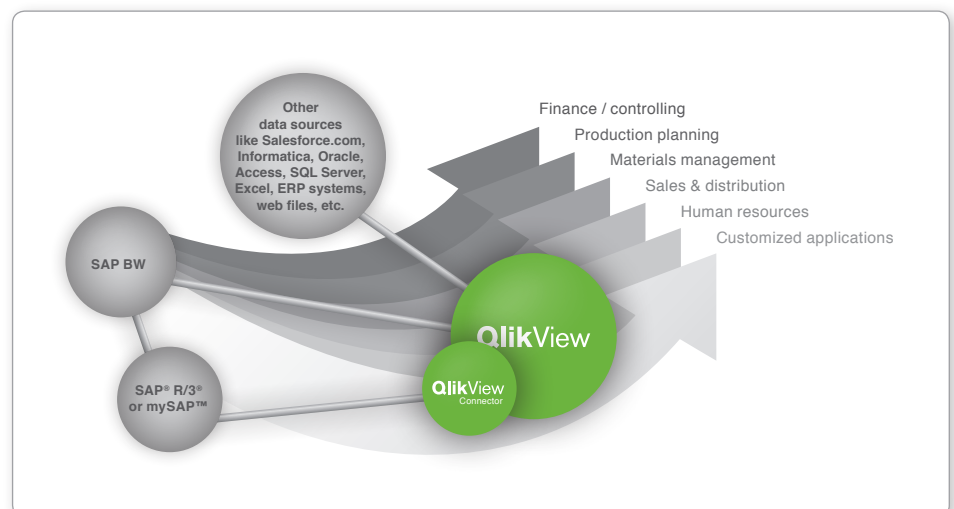 Other
data sources
like Salesforce.com,
Informatica, Oracle,
Access, SQL Server,
Excel, ERP systems,
web files, etc.
Finance / controlling
Production planning
Materials management
Sales & distribution
Human resources
Customized applications
SAP BW
QlikView
SAP® R/3®
or mySAP™
QlikView
Connector